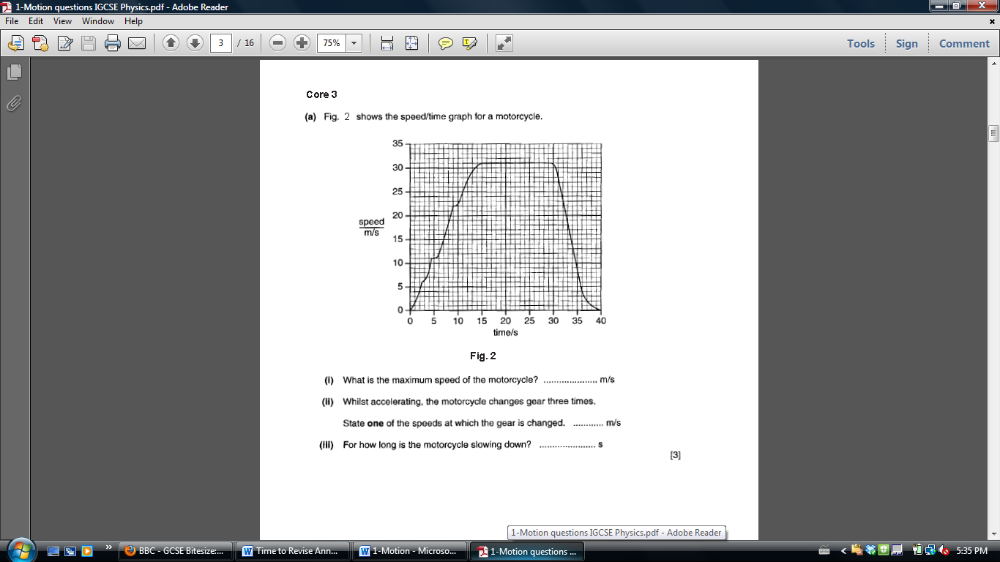 1-Motion questions IGCSE Physics.pdf - Adobe Reader
File Edit View Window Help
3 / 16 75% Tools Sign Comment
Core 3
(a) Fig. 2 shows the speed/time graph for a motorcycle.
35
30
25
20
speed
m/s
15
10
5
0
0 5 10 15 20 25 30 35 40
time/s
Fig. 2
(i) What is the maximum speed of the motorcycle? ..................... m/s
(ii) Whilst accelerating, the motorcycle changes gear three times.
State one of the speeds at which the gear is changed. ............ m/s
(iii) For how long is the motorcycle slowing down? ...................... s
[3]
1-Motion questions IGCSE Physics.pdf - Adobe Reader
BBC - GCSE Bitesize:... Time to Revise Ann... 1-Motion - Microso... 1-Motion questions ... 5:35 PM